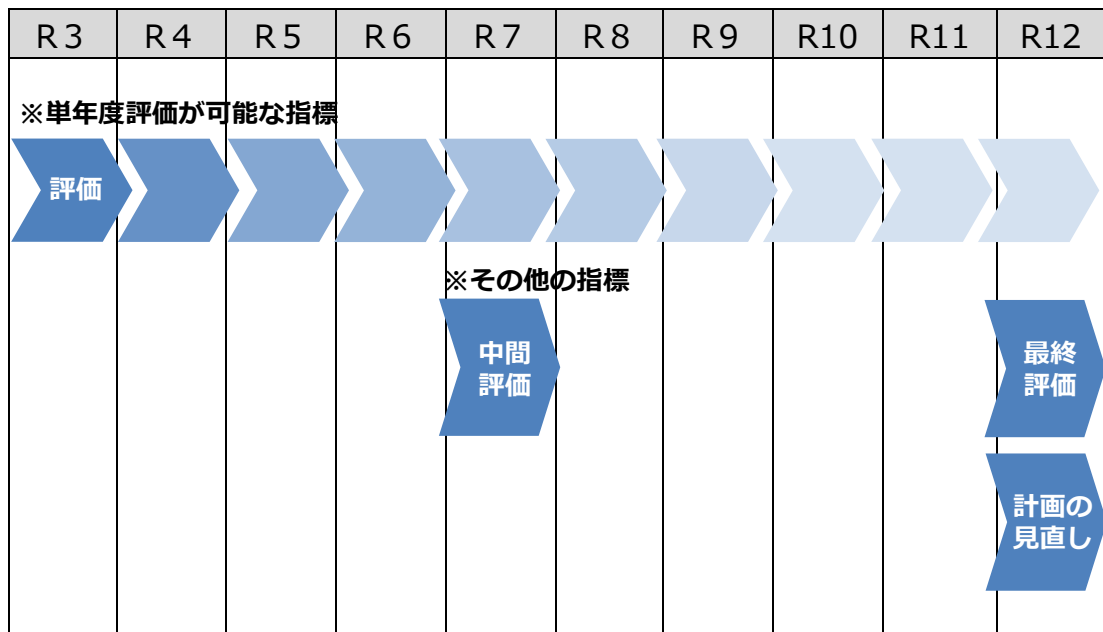 R3 R4 R5 R6 R7 R8 R9 R10 R11 R12
※単年度評価が可能な指標
評価
※その他の指標
中間
評価
最終
評価
計画の
見直し